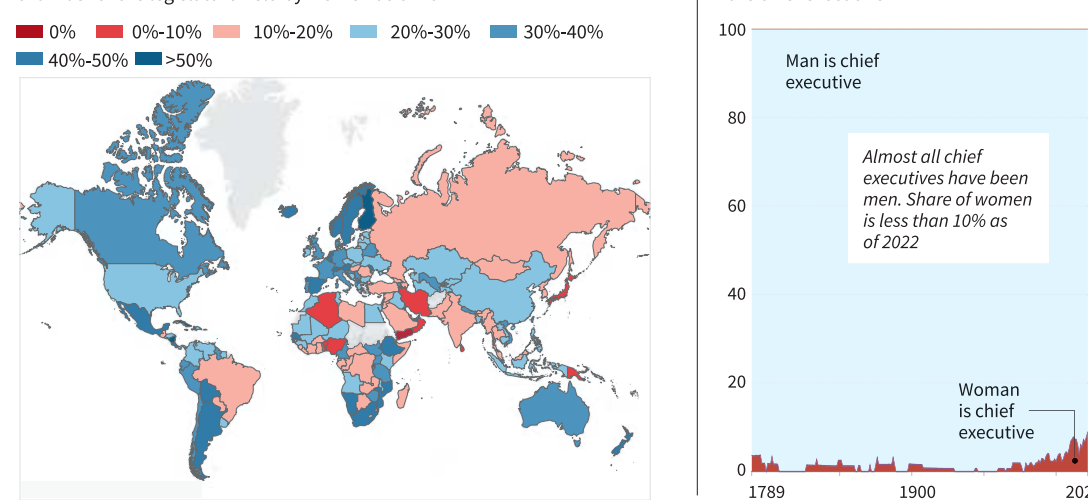 0% 0%-10% 10%-20% 20%-30% 30%-40%
40%-50% >50%
100
Man is chief
executive
80
Almost all chief
executives have been
men. Share of women
is less than 10% as
of 2022
60
40
20
Woman
is chief
executive
0
1789 1900